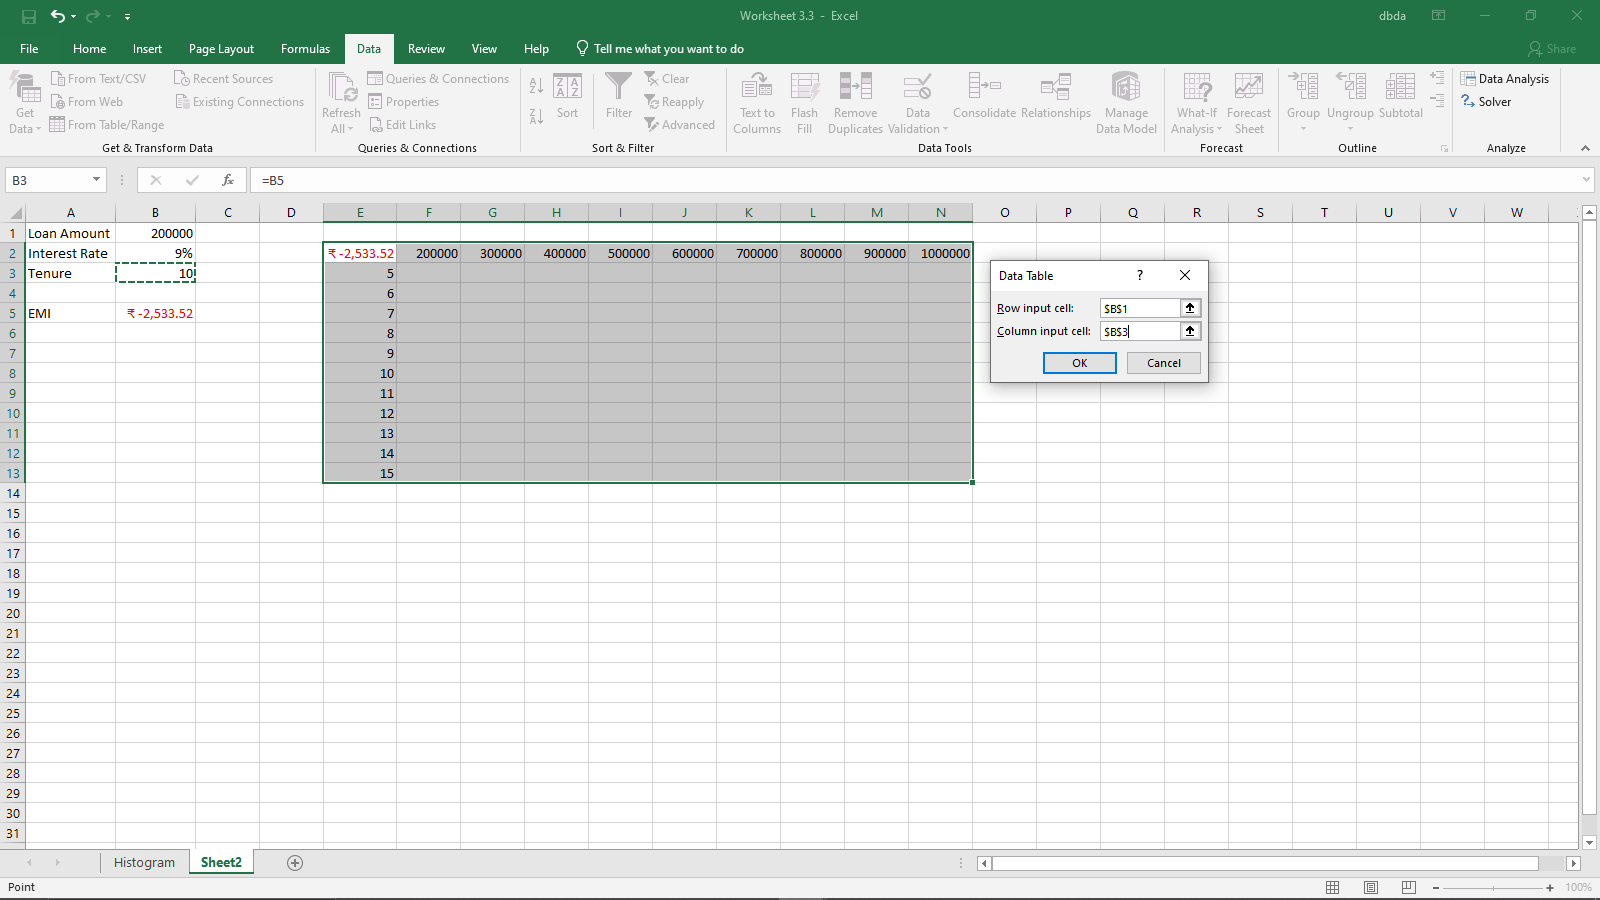 Worksheet 3.3 - Excel
dbda
File Home Insert Page Layout Formulas Data Review View Help Tell me what you want to do Share
Get Data
From Text/CSV
From Web
From Table/Range
Recent Sources
Existing Connections
Get & Transform Data
Refresh All
Queries & Connections
Properties
Edit Links
Queries & Connections
Sort
Filter
Clear
Reapply
Advanced
Sort & Filter
Text to Columns
Flash Fill
Remove Duplicates
Data Validation
Consolidate
Relationships
Manage Data Model
Data Tools
What-If Analysis
Forecast Sheet
Forecast
Group
Ungroup
Subtotal
Outline
Data Analysis
Solver
Analyze
B3 fx =B5
A B C D E F G H I J K L M N O P Q R S T U V W
1 Loan Amount 200000
2 Interest Rate 9% ₹ -2,533.52 200000 300000 400000 500000 600000 700000 800000 900000 1000000
3 Tenure 10 5
4 6
5 EMI ₹ -2,533.52 7
6 8
7 9
8 10
9 11
10 12
11 13
12 14
13 15
14
15
16
17
18
19
20
21
22
23
24
25
26
27
28
29
30
31
Data Table ?
Row input cell: $B$1
Column input cell: $B$3
OK Cancel
Histogram Sheet2
Point
100%